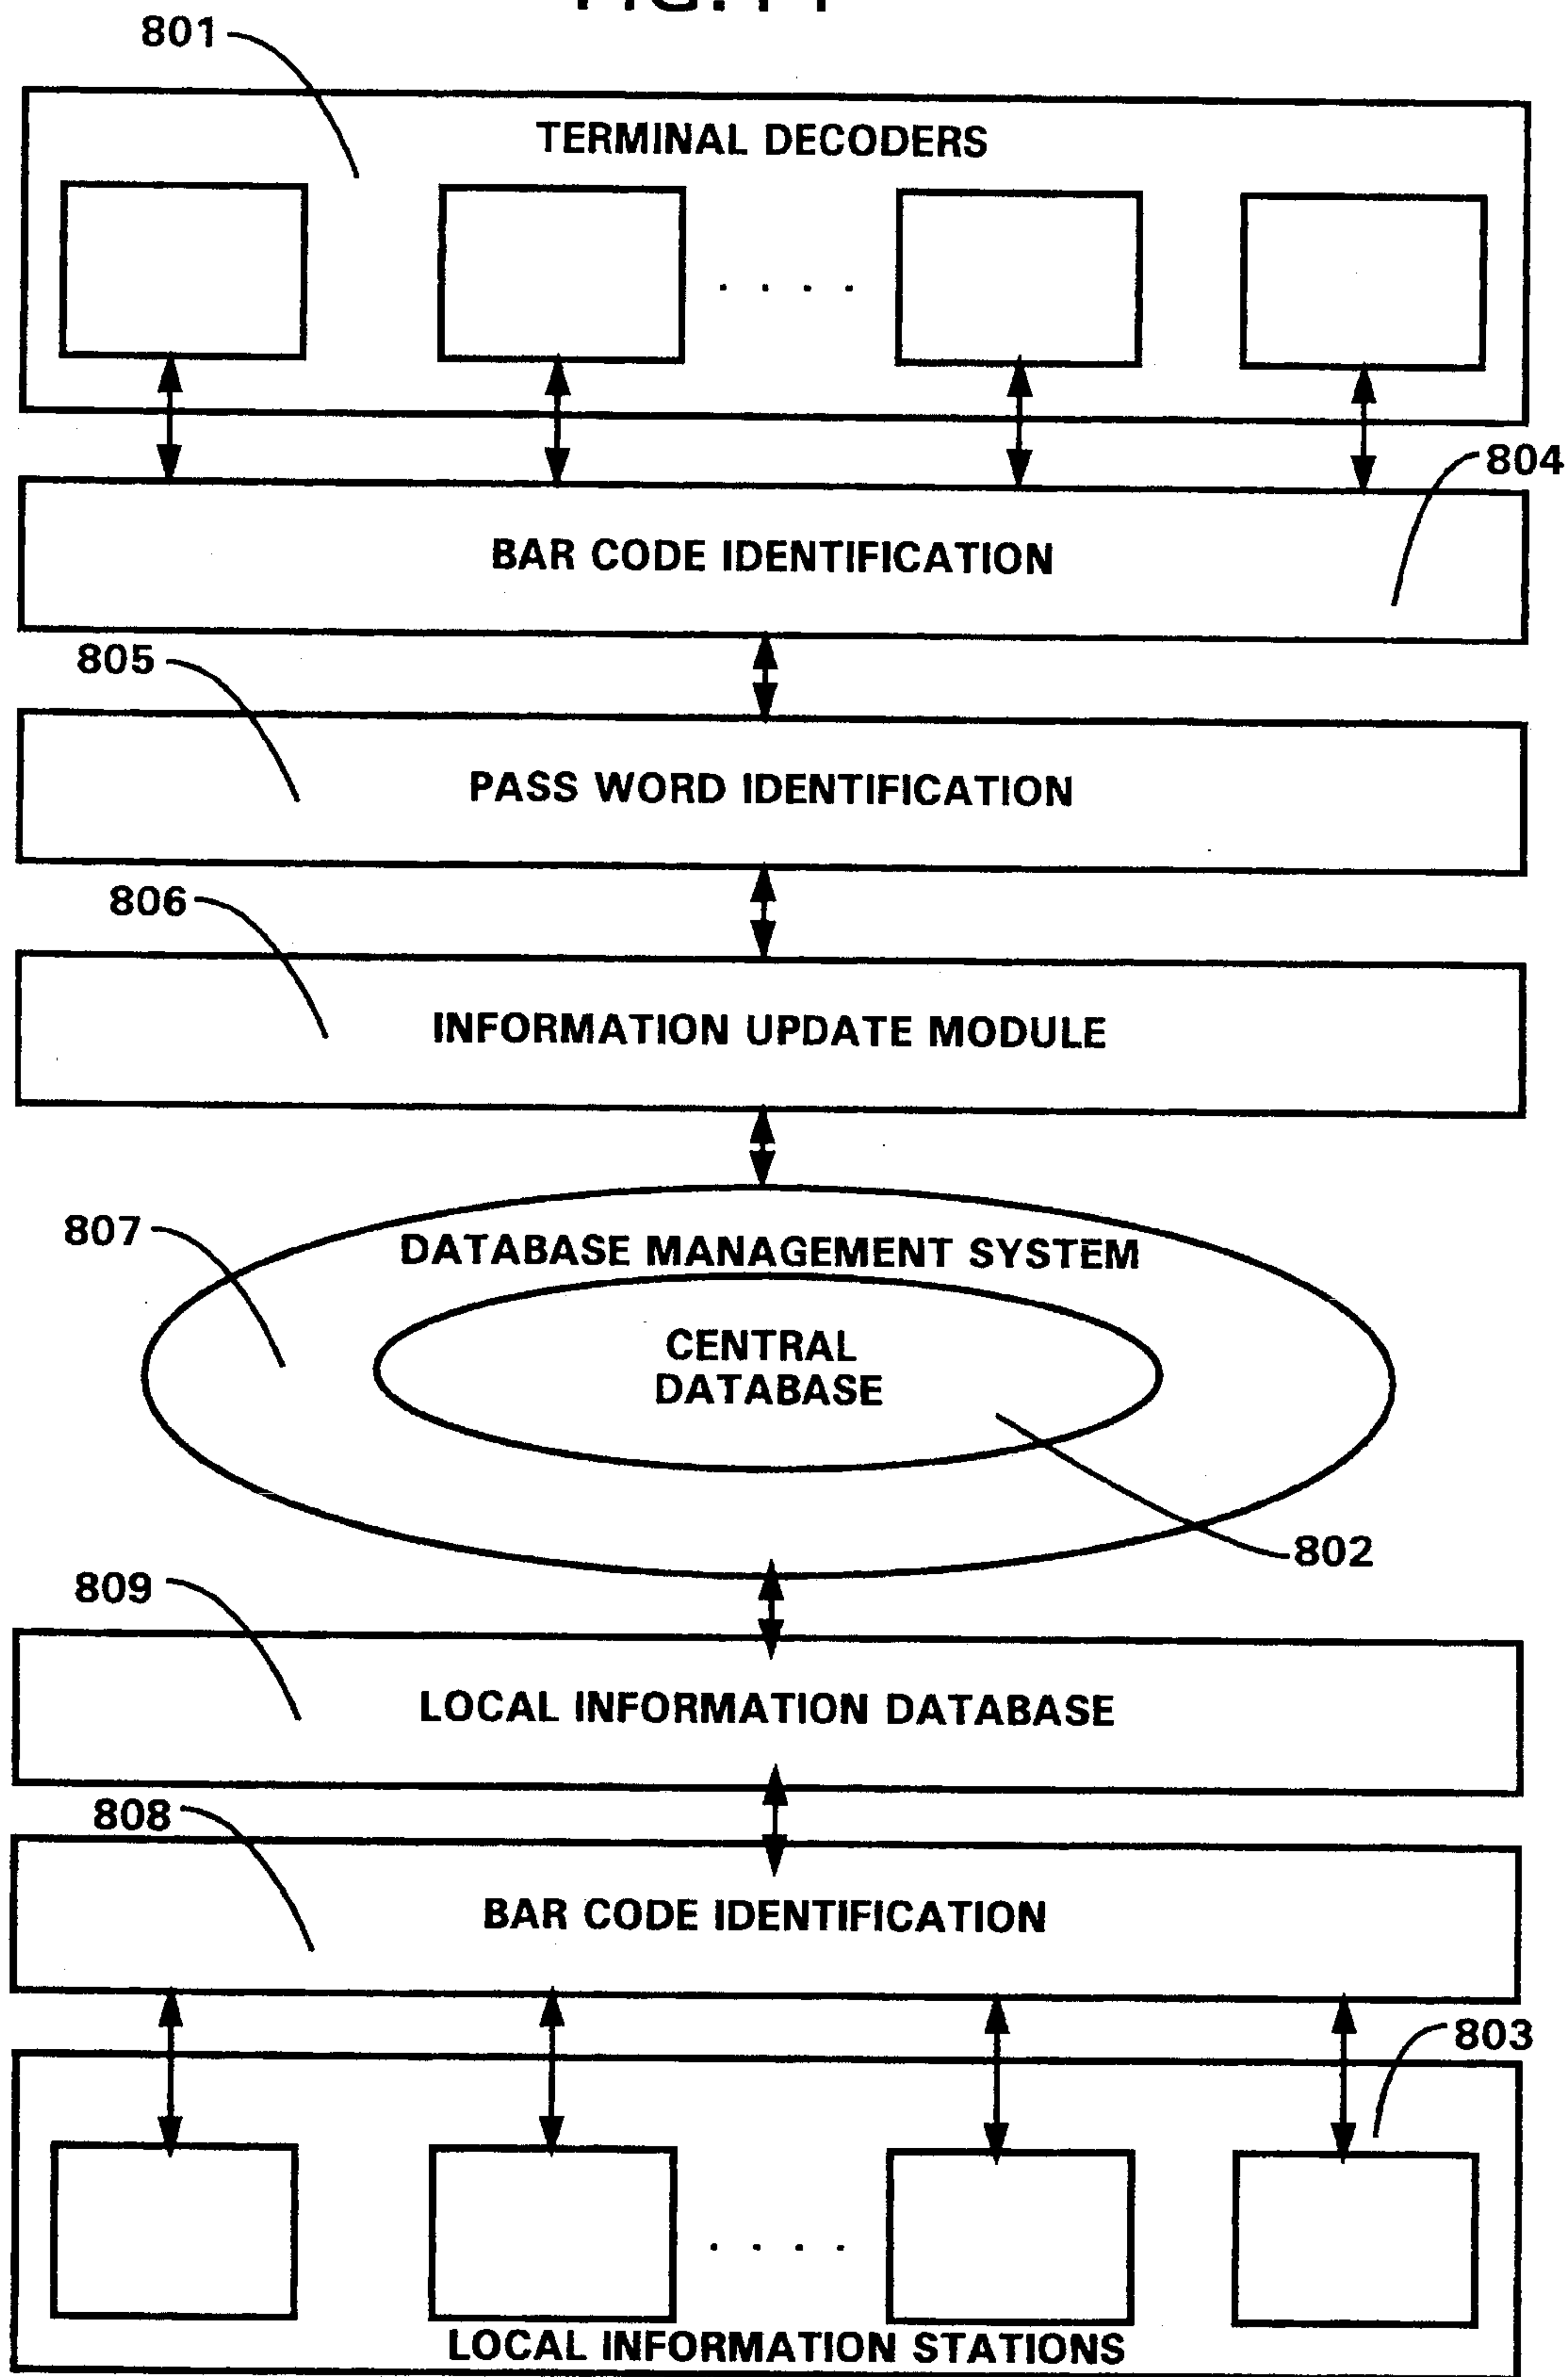 801
TERMINAL DECODERS
804
BAR CODE IDENTIFICATION
805
PASS WORD IDENTIFICATION
806
INFORMATION UPDATE MODULE
807
DATABASE MANAGEMENT SYSTEM
CENTRAL
DATABASE
802
809
LOCAL INFORMATION DATABASE
808
BAR CODE IDENTIFICATION
803
LOCAL INFORMATION STATIONS